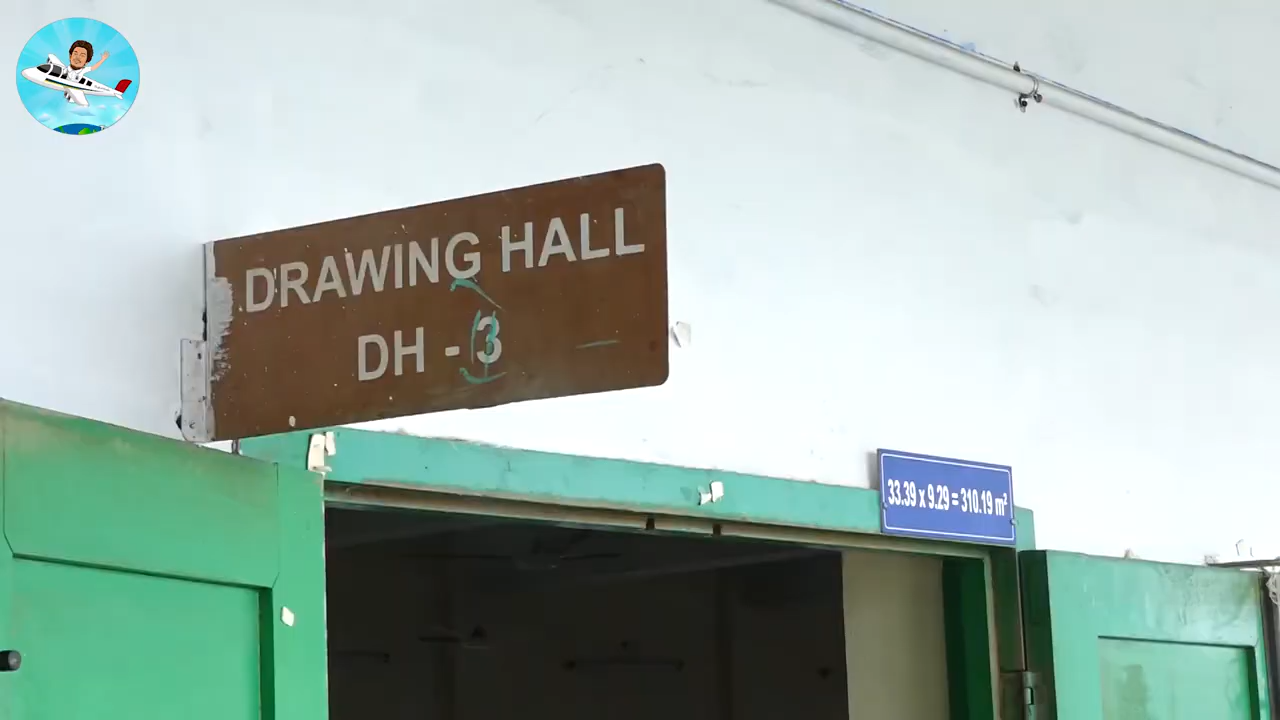 DRAWING HALL
DH - 3
33.39 x 9.29 = 310.19 m²